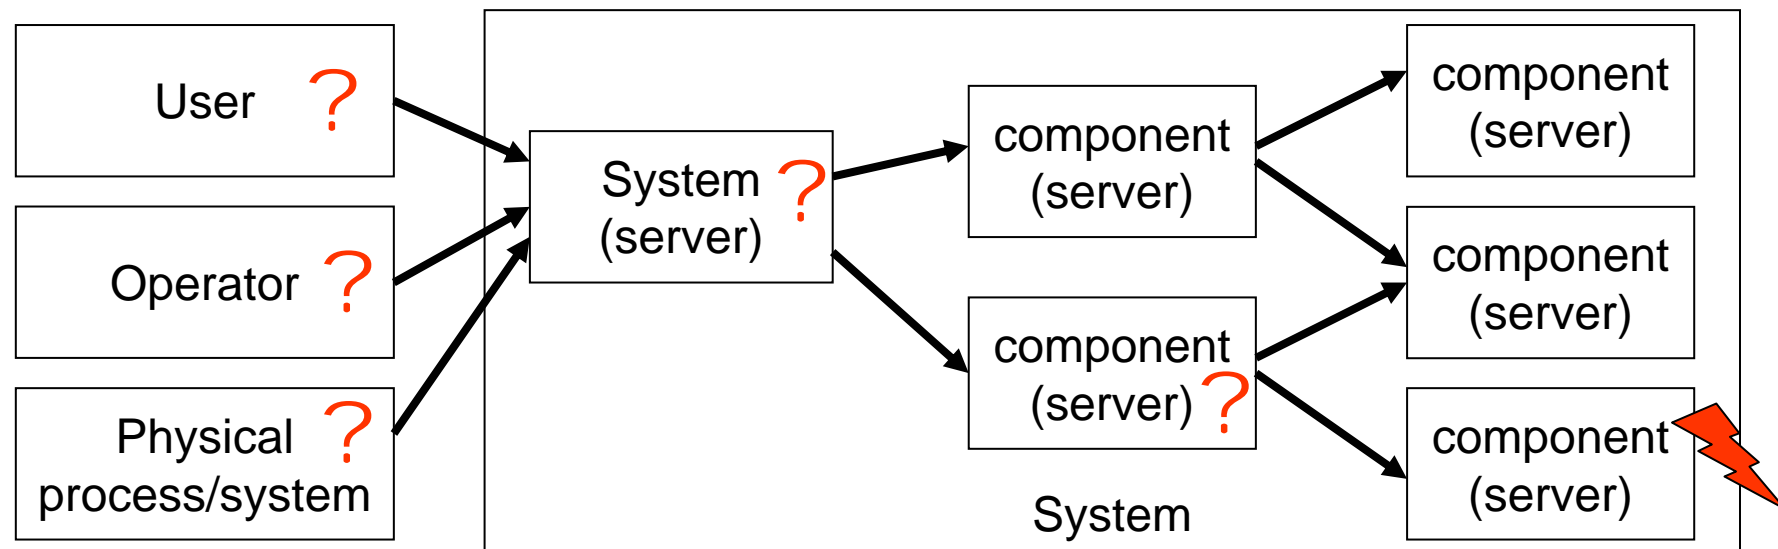 User ?
Operator ?
Physical ?
process/system
System ?
(server)
component
(server)
component
(server) ?
component
(server)
component
(server)
component
(server)
System